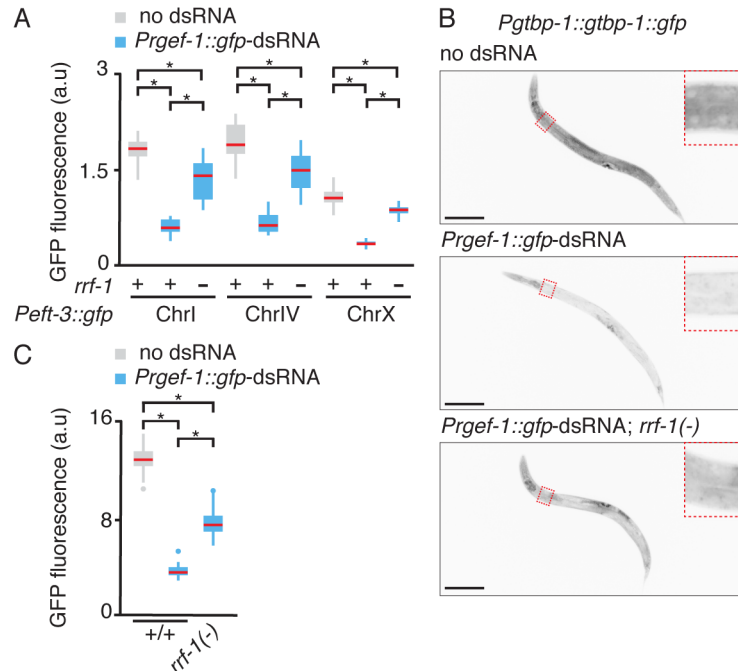 A
no dsRNA
Prgef-1::gfp-dsRNA
* * * * * * * * *
3
1.5
0
GFP fluorescence (a.u)
rrf-1 + + – + + – + + –
Peft-3::gfp ChrI ChrIV ChrX
B Pgtbp-1::gtbp-1::gfp
no dsRNA
Prgef-1::gfp-dsRNA
Prgef-1::gfp-dsRNA; rrf-1(-)
C
no dsRNA
Prgef-1::gfp-dsRNA
* * *
16
8
0
GFP fluorescence (a.u)
+/+ rrf-1(-)